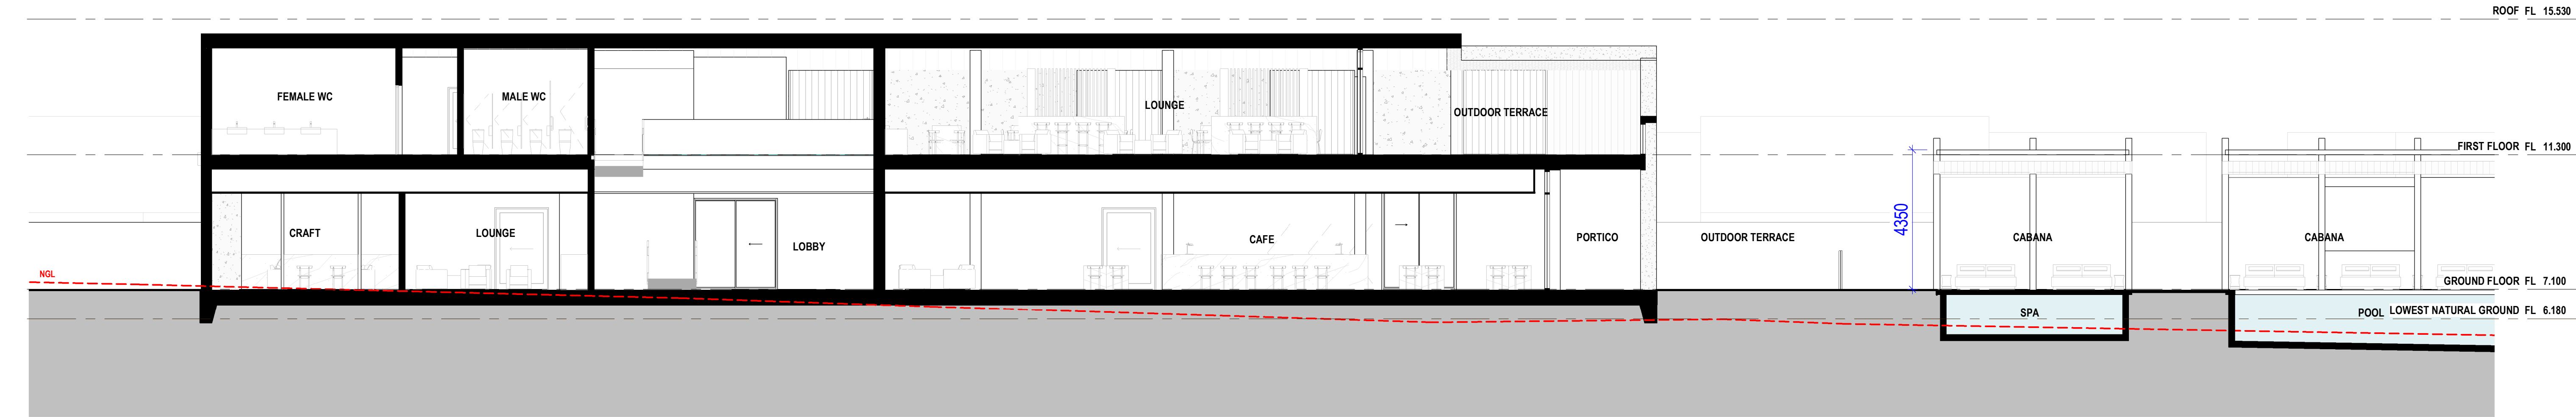 ROOF FL 15.530
FEMALE WC
MALE WC
LOUNGE
OUTDOOR TERRACE
FIRST FLOOR FL 11.300
4350
CRAFT
LOUNGE
LOBBY
CAFE
PORTICO
OUTDOOR TERRACE
CABANA
CABANA
NGL
GROUND FLOOR FL 7.100
SPA
POOL
LOWEST NATURAL GROUND FL 6.180